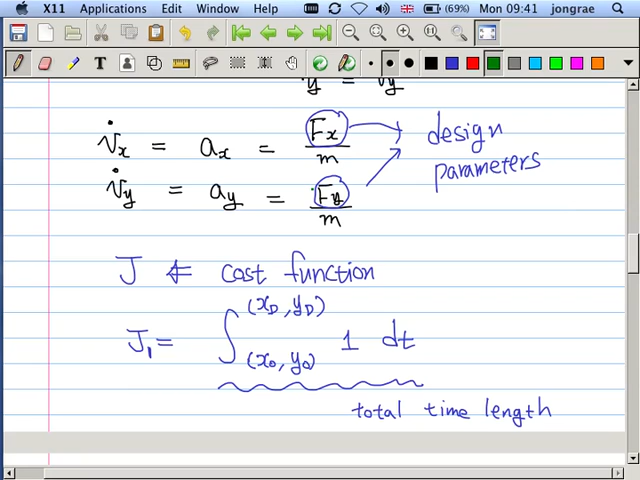 X11 Applications Edit Window Help (69%) Mon 09:41 jongrae
ẏ = vy
v̇x = ax = Fx/m
design
v̇y = ay = Fy/m
parameters
J ⇐ cost function
J₁ = ∫ (x₀, y₀) (xD, yD) 1 dt
total time length